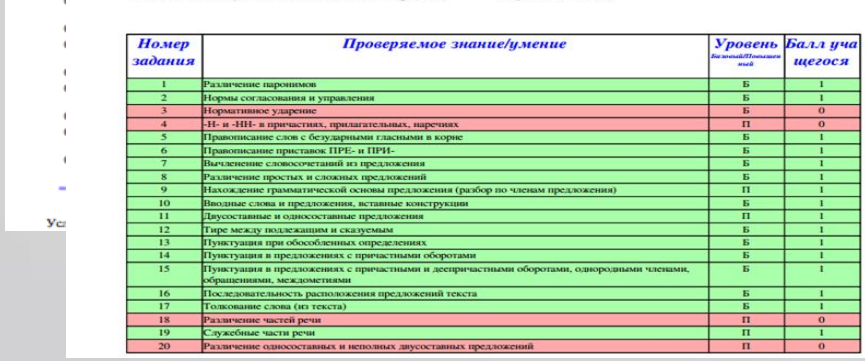 Номер задания Проверяемое знание/умение Уровень Базовый/Повышенный Балл учащегося
1 Различение паронимов Б 1
2 Нормы согласования и управления Б 1
3 Нормативное ударение Б 0
4 -Н- и -НН- в причастиях, прилагательных, наречиях П 0
5 Правописание слов с безударными гласными в корне Б 1
6 Правописание приставок ПРЕ- и ПРИ- Б 1
7 Вычленение словосочетаний из предложения Б 1
8 Различение простых и сложных предложений Б 1
9 Нахождение грамматической основы предложения (разбор по членам предложения) П 1
10 Вводные слова и предложения, вставные конструкции Б 1
11 Двусоставные и односоставные предложения П 1
12 Тире между подлежащим и сказуемым Б 1
13 Пунктуация при обособленных определениях Б 1
14 Пунктуация в предложениях с причастными оборотами Б 1
15 Пунктуация в предложениях с причастными и деепричастными оборотами, однородными членами, Б 1
обращениями, междометиями
16 Последовательность расположения предложений текста Б 1
17 Толкование слова (из текста) Б 1
18 Различение частей речи П 0
19 Служебные части речи П 1
20 Различение односоставных и неполных двусоставных предложений П 0